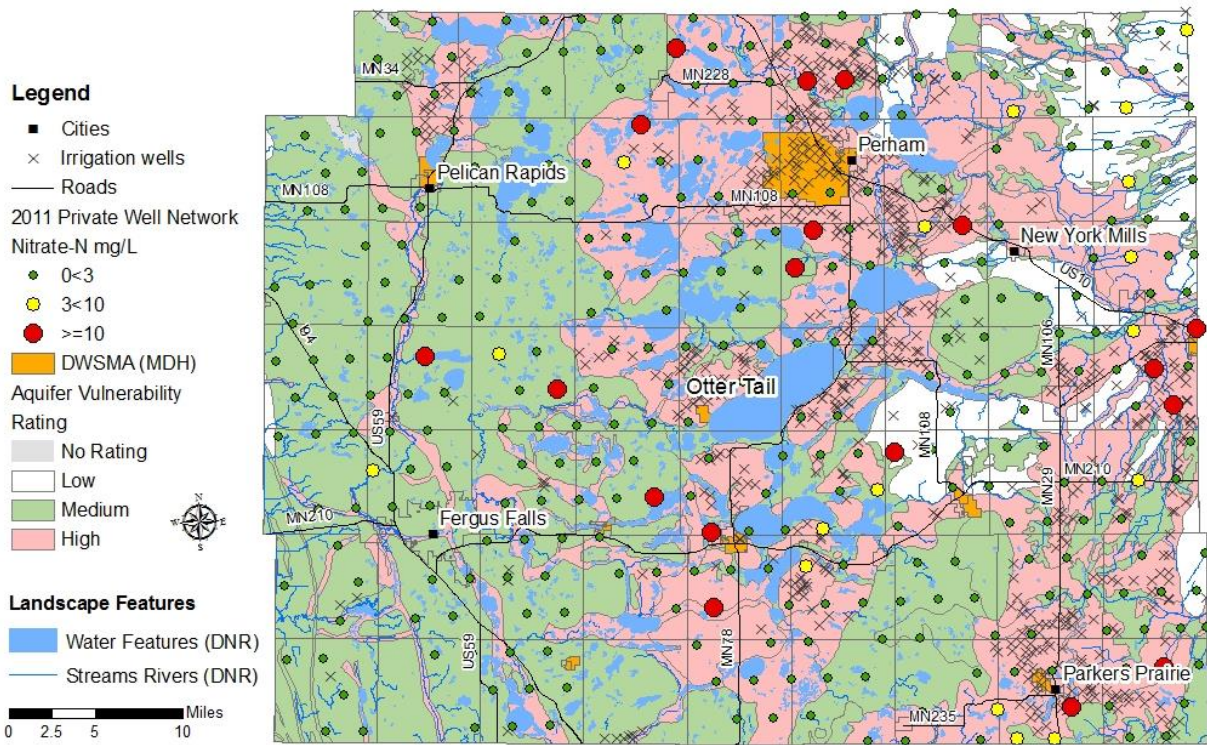 Legend
Cities
Irrigation wells
Roads
2011 Private Well Network
Nitrate-N mg/L
0<3
3<10
>=10
DWSMA (MDH)
Aquifer Vulnerability
Rating
No Rating
Low
Medium
High
N
W E
S
Landscape Features
Water Features (DNR)
Streams Rivers (DNR)
Miles
0 2.5 5 10
MN34
MN228
Perham
Pelican Rapids
MN108
MN108
New York Mills
US10
I94
MN106
Otter Tail
US59
MN108
MN29
MN210
MN210
Fergus Falls
US59
MN78
Parkers Prairie
MN235